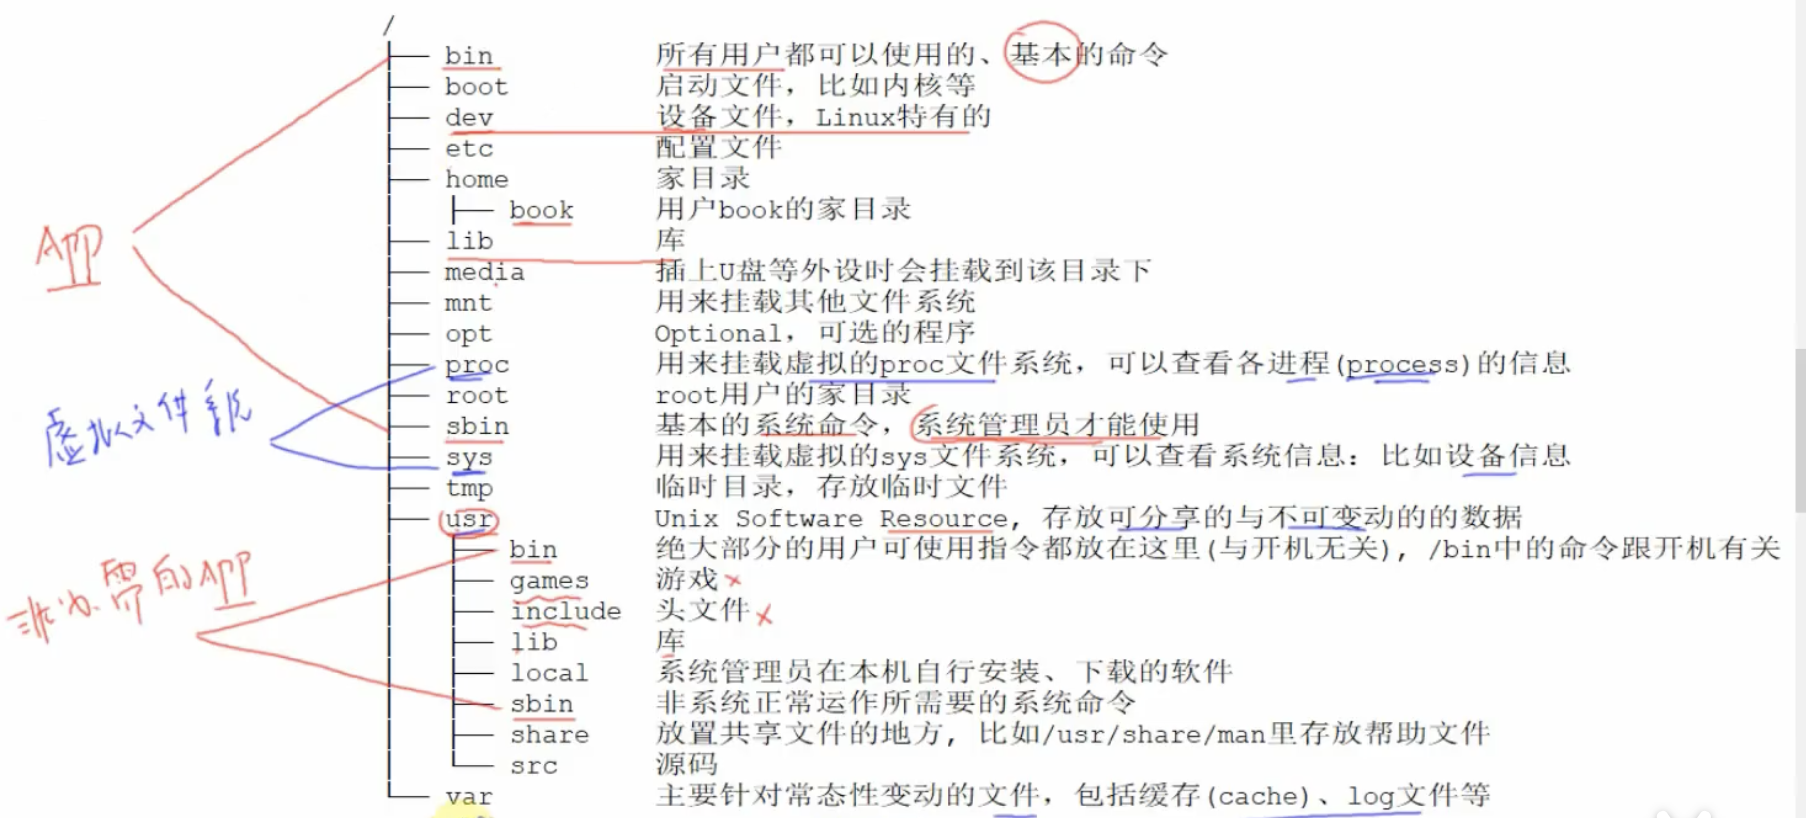 /
bin 所有用户都可以使用的、基本的命令
boot 启动文件，比如内核等
dev 设备文件，Linux特有的
etc 配置文件
home 家目录
book 用户book的家目录
lib 库
media 插上U盘等外设时会挂载到该目录下
mnt 用来挂载其他文件系统
opt Optional，可选的程序
proc 用来挂载虚拟的proc文件系统，可以查看各进程(process)的信息
root root用户的家目录
sbin 基本的系统命令，系统管理员才能使用
sys 用来挂载虚拟的sys文件系统，可以查看系统信息：比如设备信息
tmp 临时目录，存放临时文件
usr Unix Software Resource, 存放可分享的与不可变动的的数据
bin 绝大部分的用户可使用指令都放在这里(与开机无关), /bin中的命令跟开机有关
games 游戏
include 头文件
lib 库
local 系统管理员在本机自行安装、下载的软件
sbin 非系统正常运作所需要的系统命令
share 放置共享文件的地方, 比如/usr/share/man里存放帮助文件
src 源码
var 主要针对常态性变动的文件，包括缓存(cache)、log文件等
App
虚拟文件系统
非必需的APP